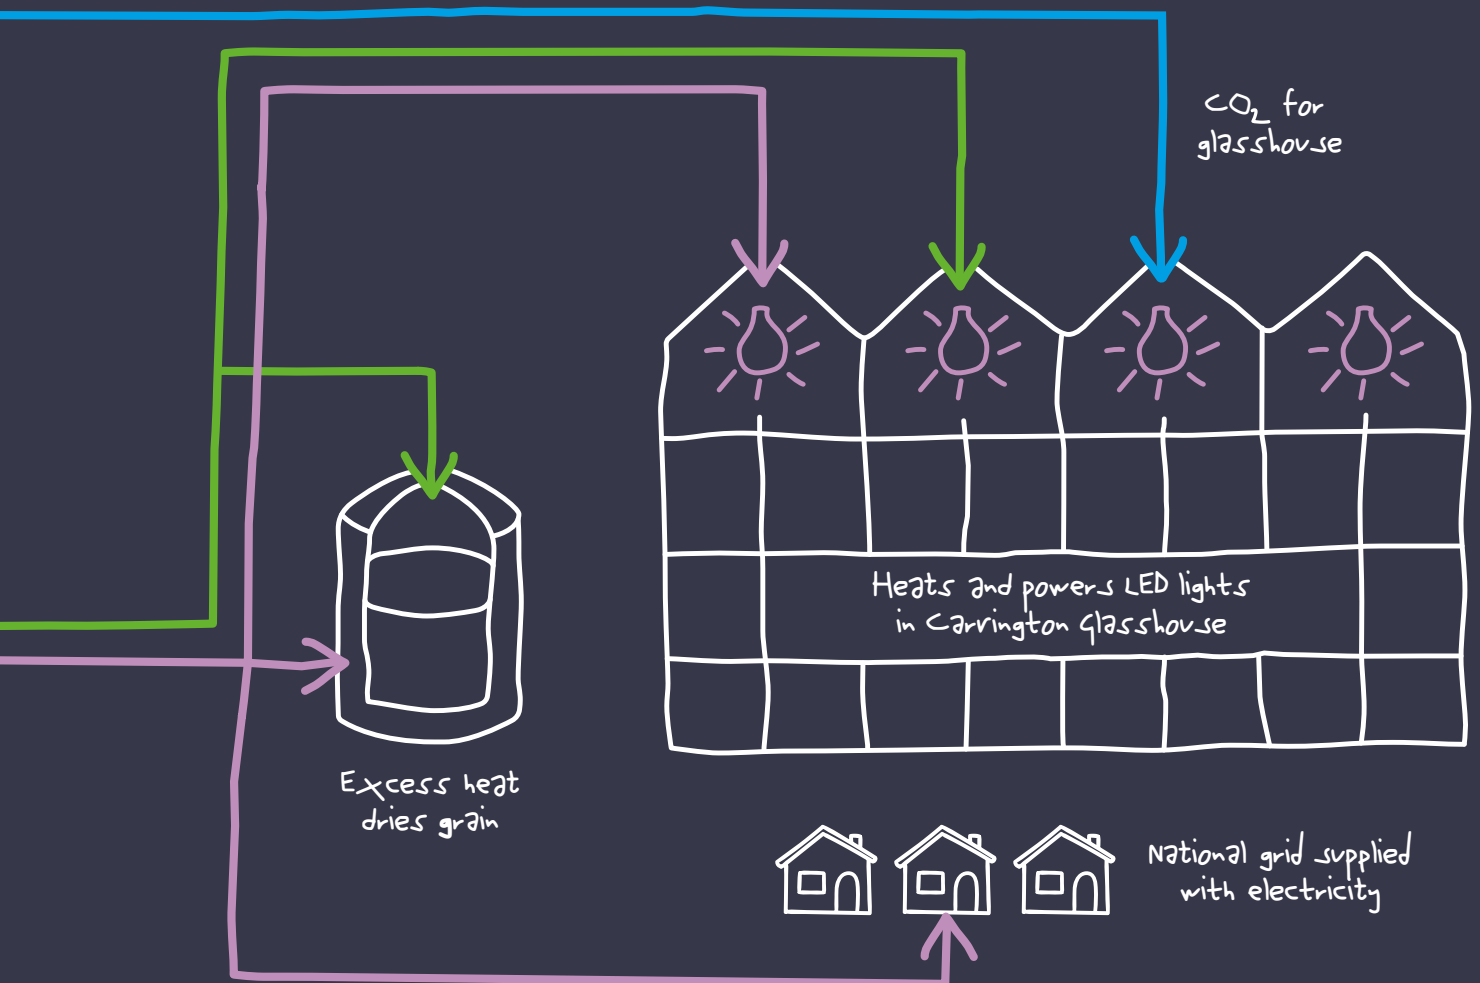 CO₂ for
glasshouse
Heats and powers LED lights
in Carrington Glasshouse
Excess heat
dries grain
National grid supplied
with electricity